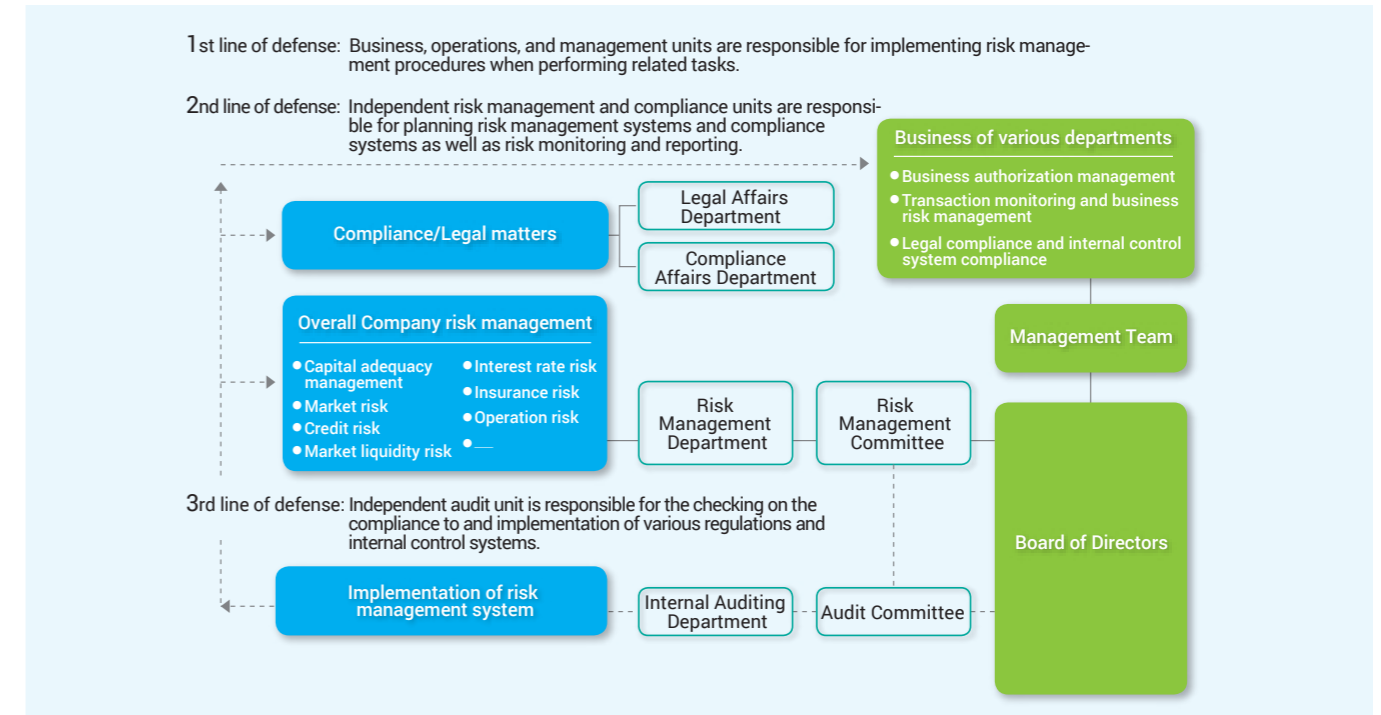 1st line of defense: Business, operations, and management units are responsible for implementing risk manage-
ment procedures when performing related tasks.
2nd line of defense: Independent risk management and compliance units are responsi-
ble for planning risk management systems and compliance
systems as well as risk monitoring and reporting.
Business of various departments
• Business authorization management
• Transaction monitoring and business
risk management
• Legal compliance and internal control
system compliance
Compliance/Legal matters
Legal Affairs
Department
Compliance
Affairs Department
Management Team
Overall Company risk management
• Capital adequacy
management
• Market risk
• Credit risk
• Market liquidity risk
• Interest rate risk
• Insurance risk
• Operation risk
• __
Risk
Management
Department
Risk
Management
Committee
Board of Directors
3rd line of defense: Independent audit unit is responsible for the checking on the
compliance to and implementation of various regulations and
internal control systems.
Implementation of risk
management system
Internal Auditing
Department
Audit Committee